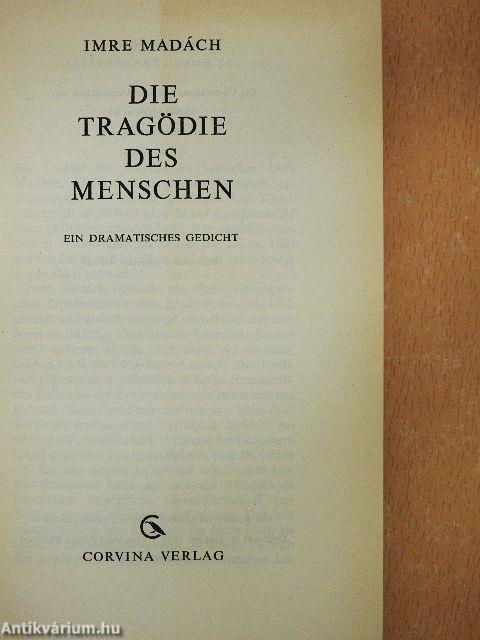 IMRE MADÁCH
DIE
TRAGÖDIE
DES
MENSCHEN
EIN DRAMATISCHES GEDICHT
CORVINA VERLAG
Antikvárium.hu